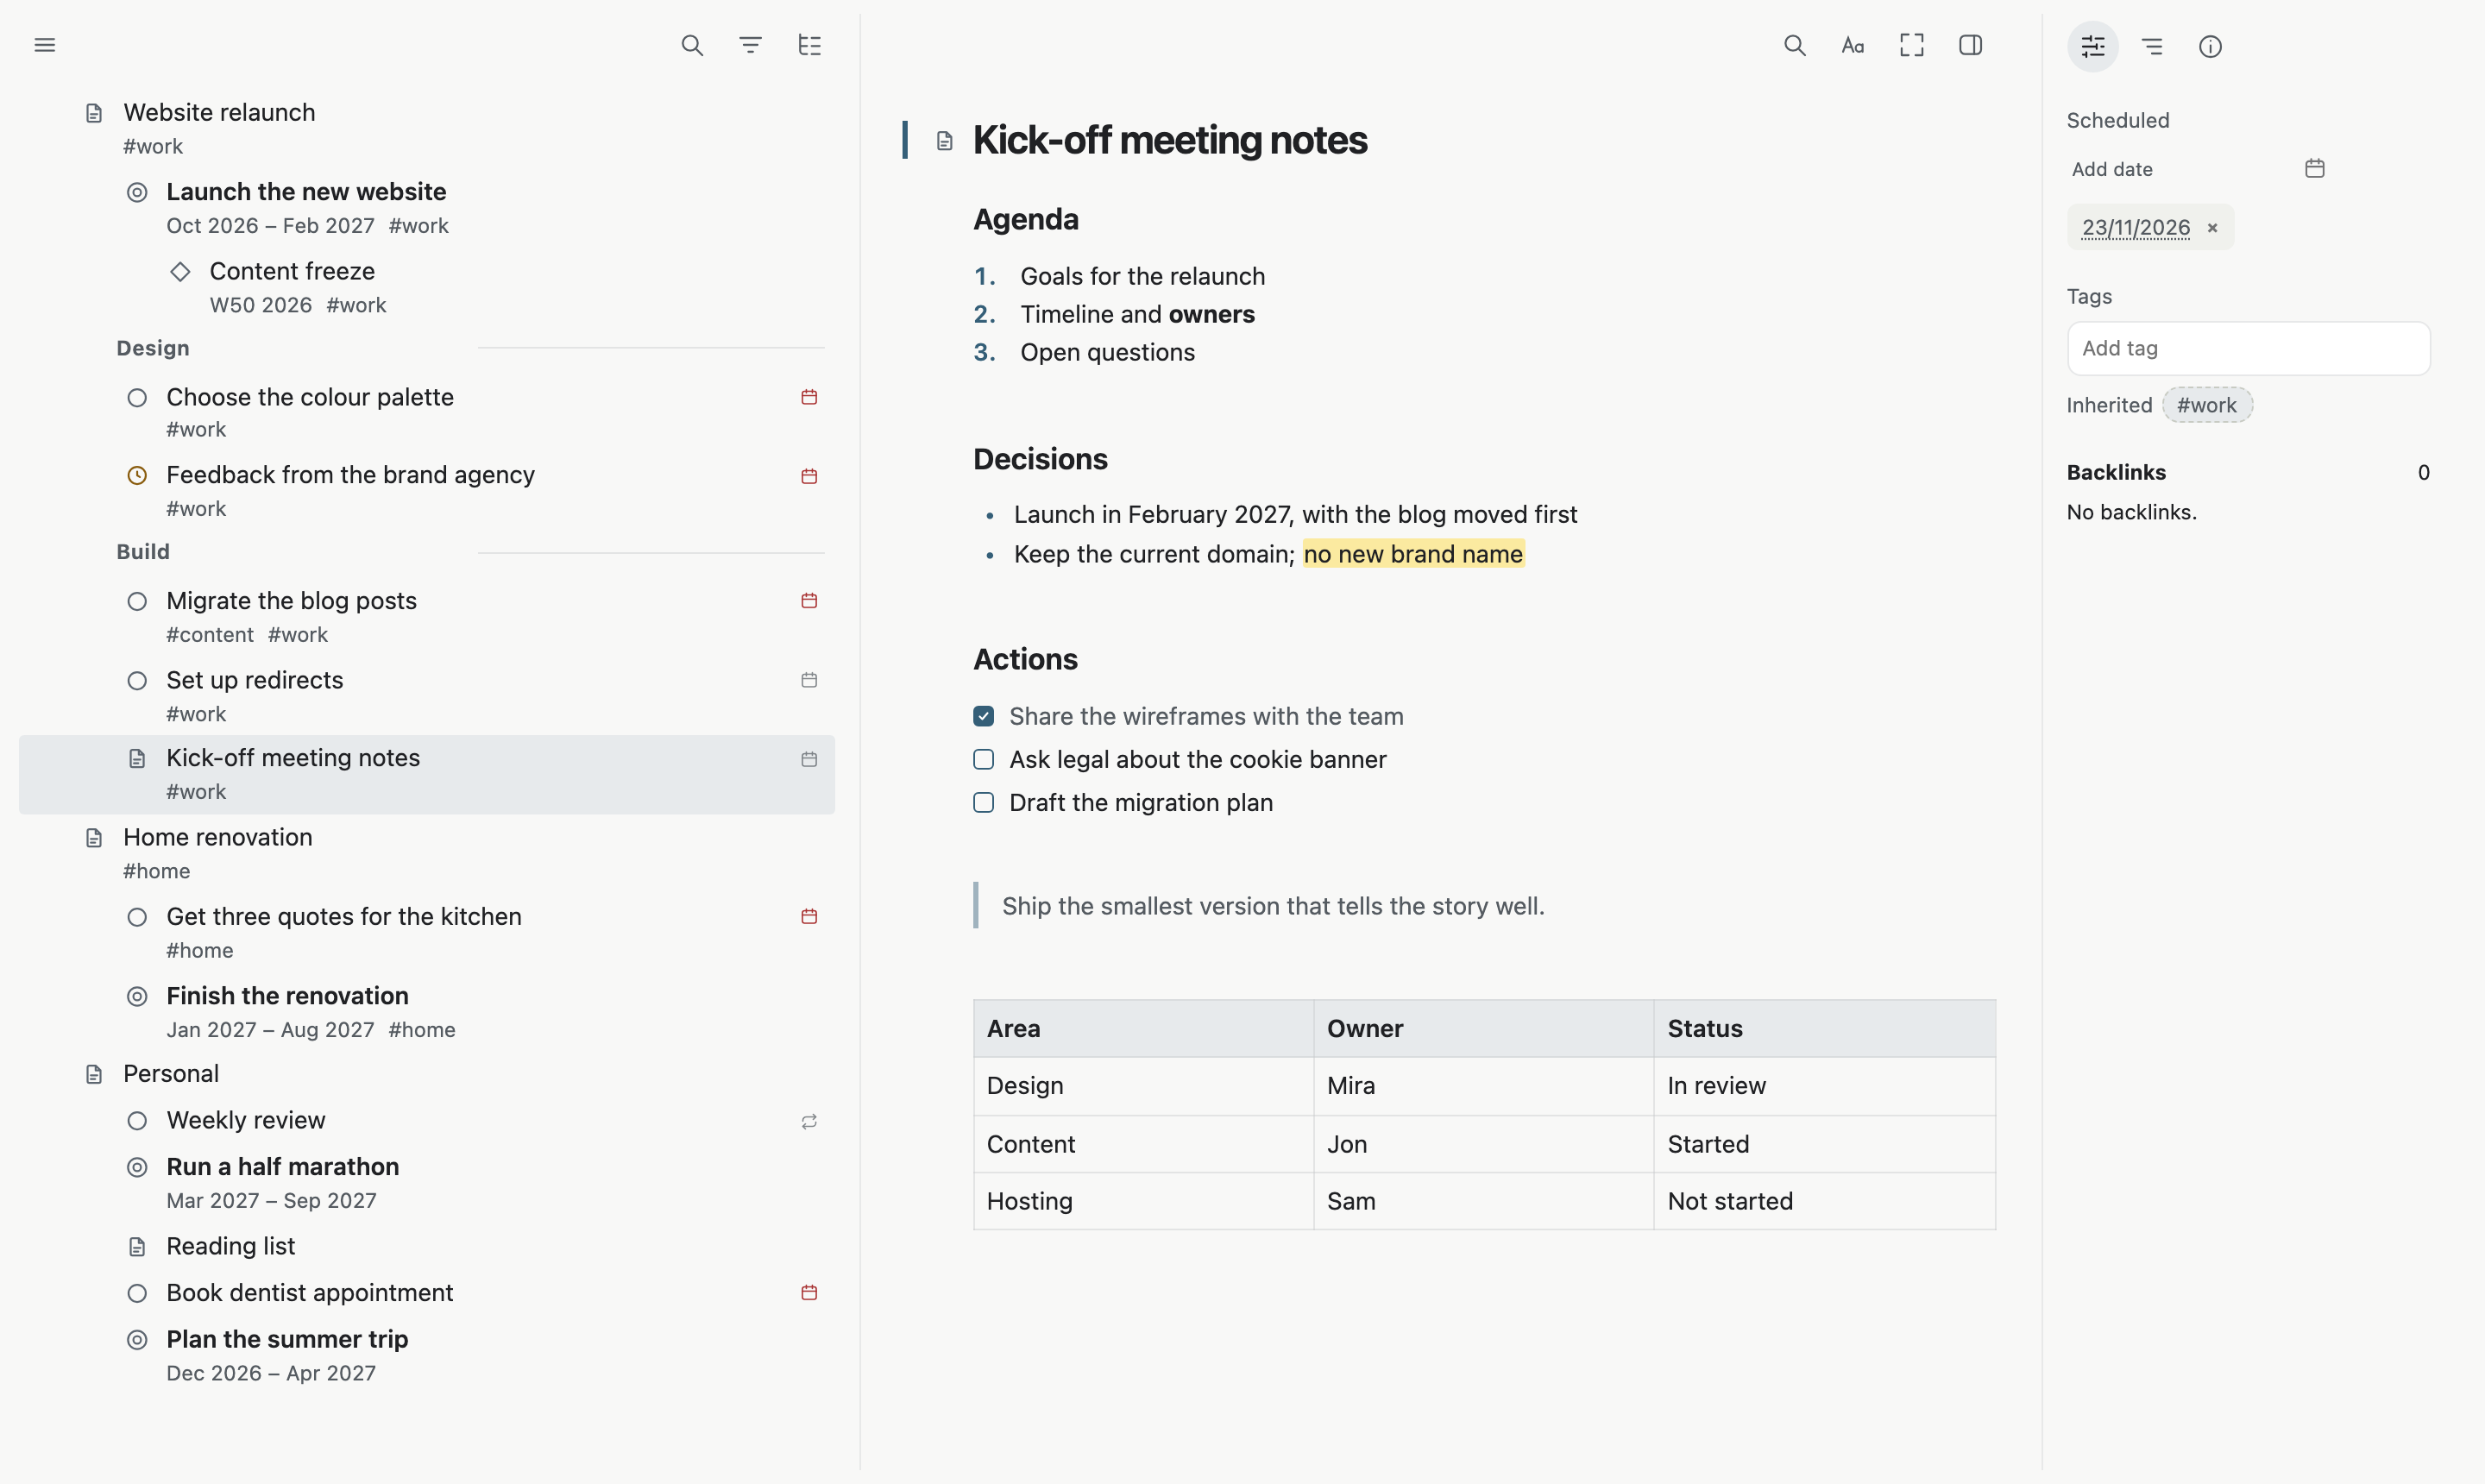 Website relaunch
#work
Launch the new website
Oct 2026 – Feb 2027 #work
Content freeze
W50 2026 #work
Design
Choose the colour palette
#work
Feedback from the brand agency
#work
Build
Migrate the blog posts
#content #work
Set up redirects
#work
Kick-off meeting notes
#work
Home renovation
#home
Get three quotes for the kitchen
#home
Finish the renovation
Jan 2027 – Aug 2027 #home
Personal
Weekly review
Run a half marathon
Mar 2027 – Sep 2027
Reading list
Book dentist appointment
Plan the summer trip
Dec 2026 – Apr 2027
Aa
Kick-off meeting notes
Agenda
1. Goals for the relaunch
2. Timeline and owners
3. Open questions
Decisions
• Launch in February 2027, with the blog moved first
• Keep the current domain; no new brand name
Actions
Share the wireframes with the team
Ask legal about the cookie banner
Draft the migration plan
Ship the smallest version that tells the story well.
Area Owner Status
Design Mira In review
Content Jon Started
Hosting Sam Not started
Scheduled
Add date
23/11/2026 ×
Tags
Add tag
Inherited #work
Backlinks 0
No backlinks.